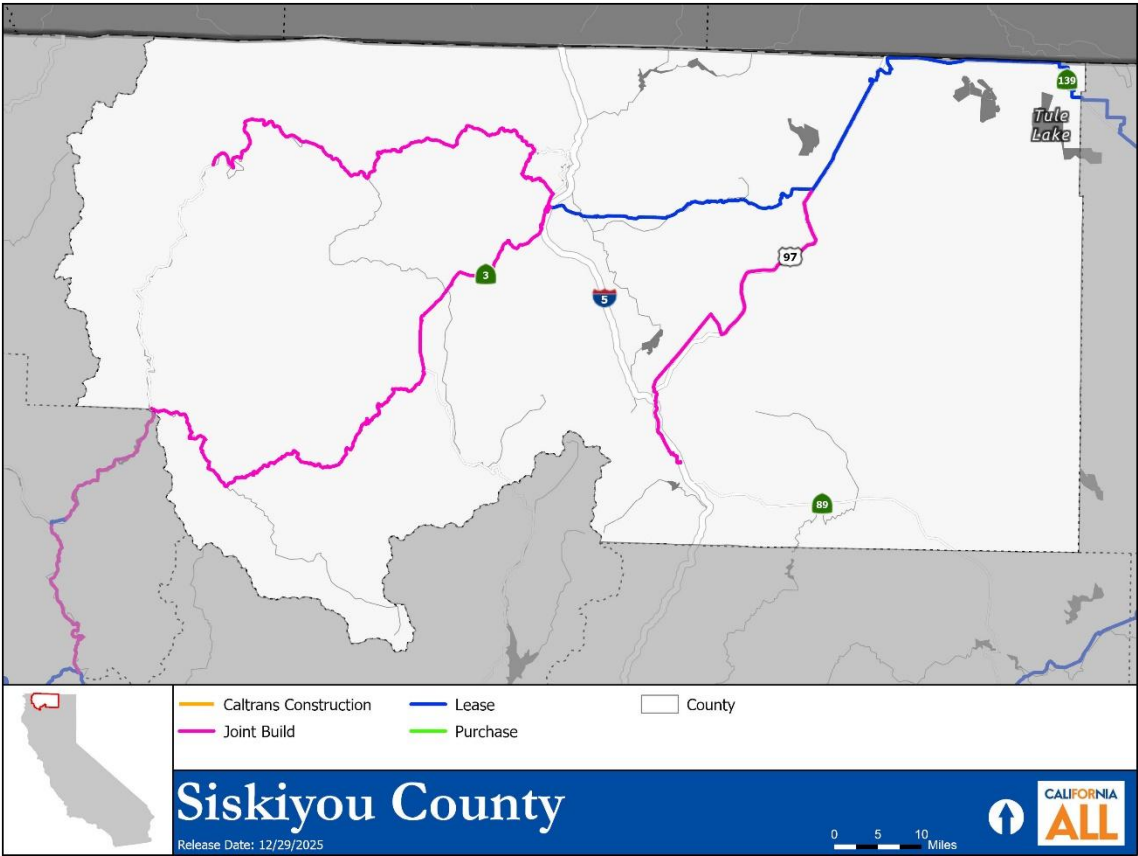 139
Tule
Lake
97
3
5
89
Caltrans Construction
Lease
County
Joint Build
Purchase
Siskiyou County
Release Date: 12/29/2025
0 5 10
Miles
CALIFORNIA
ALL